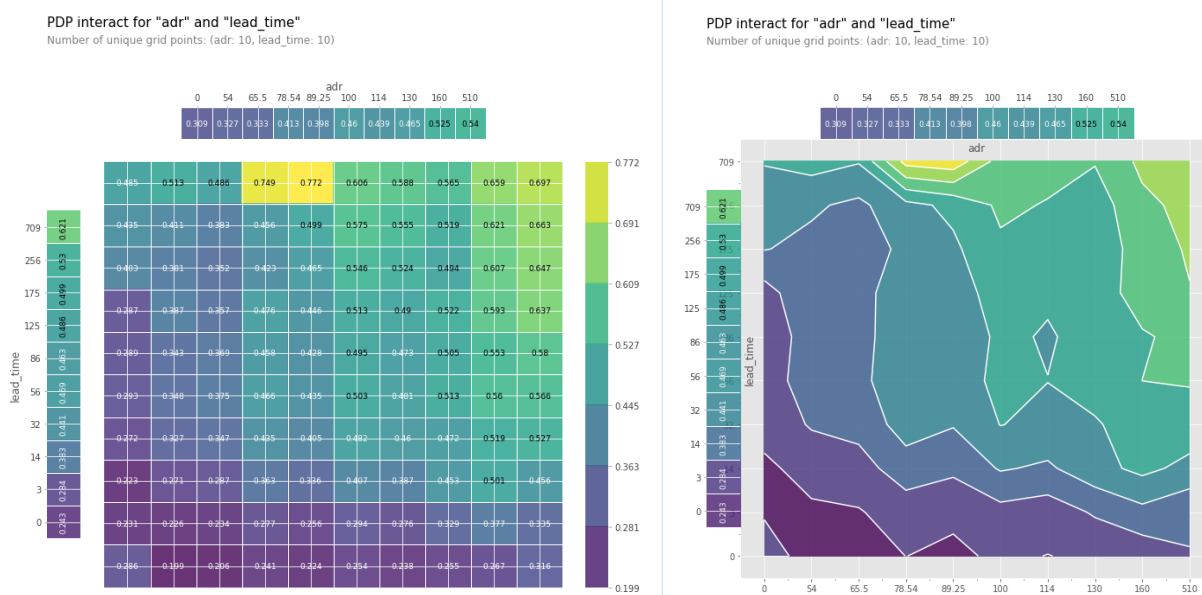 PDP interact for "adr" and "lead_time"
Number of unique grid points: (adr: 10, lead_time: 10)
adr
0 54 65.5 78.54 89.25 100 114 130 160 510
0.309 0.327 0.333 0.413 0.398 0.46 0.439 0.465 0.525 0.54
0.485 0.513 0.486 0.749 0.772 0.606 0.588 0.565 0.659 0.697
0.435 0.411 0.383 0.456 0.499 0.575 0.555 0.519 0.621 0.663
0.403 0.381 0.352 0.423 0.465 0.546 0.524 0.494 0.607 0.647
0.287 0.387 0.357 0.476 0.446 0.513 0.49 0.522 0.593 0.637
0.289 0.343 0.369 0.458 0.428 0.495 0.473 0.505 0.553 0.58
0.293 0.348 0.375 0.466 0.435 0.503 0.481 0.513 0.56 0.566
0.272 0.327 0.347 0.435 0.405 0.482 0.46 0.472 0.519 0.527
0.223 0.271 0.287 0.363 0.336 0.407 0.387 0.453 0.501 0.456
0.231 0.226 0.234 0.277 0.256 0.294 0.276 0.329 0.377 0.335
0.286 0.199 0.206 0.241 0.224 0.254 0.238 0.255 0.267 0.316
lead_time
709 0.621
256 0.53
175 0.499
125 0.486
86 0.463
56 0.469
32 0.441
14 0.383
3 0.284
0 0.243
0.772
0.691
0.609
0.527
0.445
0.363
0.281
0.199
PDP interact for "adr" and "lead_time"
Number of unique grid points: (adr: 10, lead_time: 10)
0 54 65.5 78.54 89.25 100 114 130 160 510
0.309 0.327 0.333 0.413 0.398 0.46 0.439 0.465 0.525 0.54
adr
709
709 0.621
256 0.53
175 0.499
125 0.486
86 0.463
56 0.469
32 0.441
14 0.383
3 0.284
0 0.243
lead_time
0
0 54 65.5 78.54 89.25 100 114 130 160 510